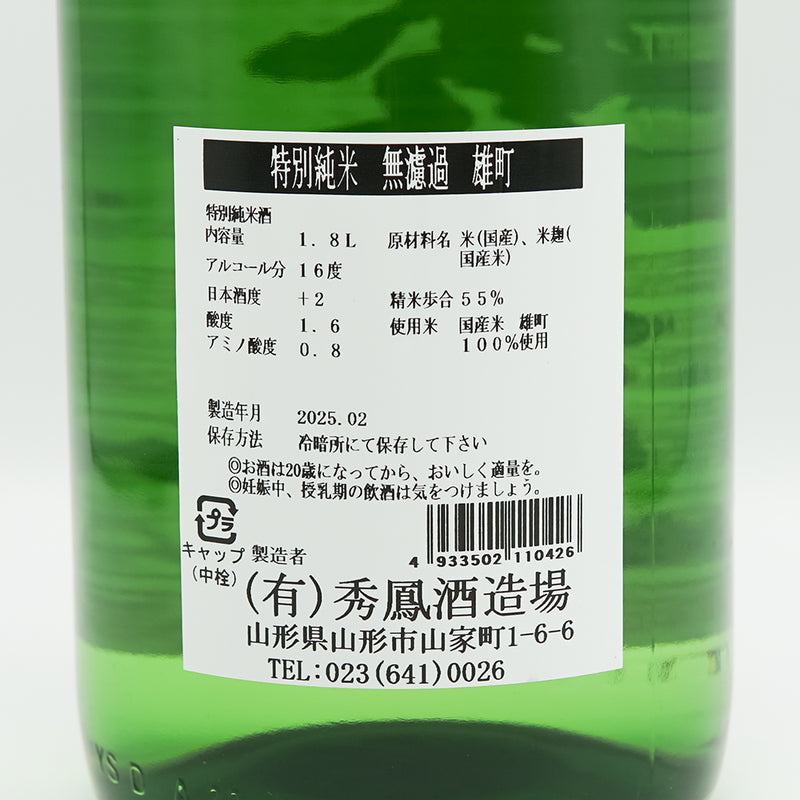 特別純米 無濾過 雄町
特別純米酒
内容量 1.8L 原材料名 米(国産)、米麹(
国産米)
アルコール分 16度
日本酒度 +2 精米歩合 55%
酸度 1.6 使用米 国産米 雄町
アミノ酸度 0.8 100%使用
製造年月 2025.02
保存方法 冷暗所にて保存して下さい
◎お酒は20歳になってから、おいしく適量を。
◎妊娠中、授乳期の飲酒は気をつけましょう。
プラ
キャップ
(中栓)
4 933502 110426
製造者
(有)秀鳳酒造場
山形県山形市山家町1-6-6
TEL:023(641)0026